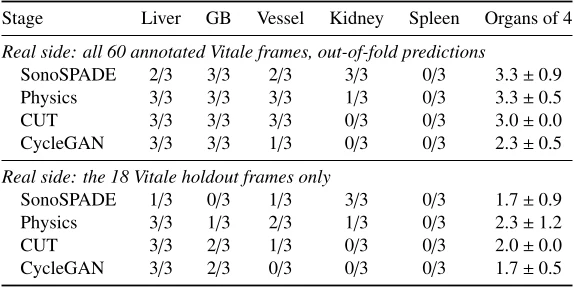 Stage Liver GB Vessel Kidney Spleen Organs of 4
Real side: all 60 annotated Vitale frames, out-of-fold predictions
SonoSPADE 2/3 3/3 2/3 3/3 0/3 3.3 ± 0.9
Physics 3/3 3/3 3/3 1/3 0/3 3.3 ± 0.5
CUT 3/3 3/3 3/3 0/3 0/3 3.0 ± 0.0
CycleGAN 3/3 3/3 1/3 0/3 0/3 2.3 ± 0.5
Real side: the 18 Vitale holdout frames only
SonoSPADE 1/3 0/3 1/3 3/3 0/3 1.7 ± 0.9
Physics 3/3 1/3 2/3 1/3 0/3 2.3 ± 1.2
CUT 3/3 2/3 1/3 0/3 0/3 2.0 ± 0.0
CycleGAN 3/3 2/3 0/3 0/3 0/3 1.7 ± 0.5